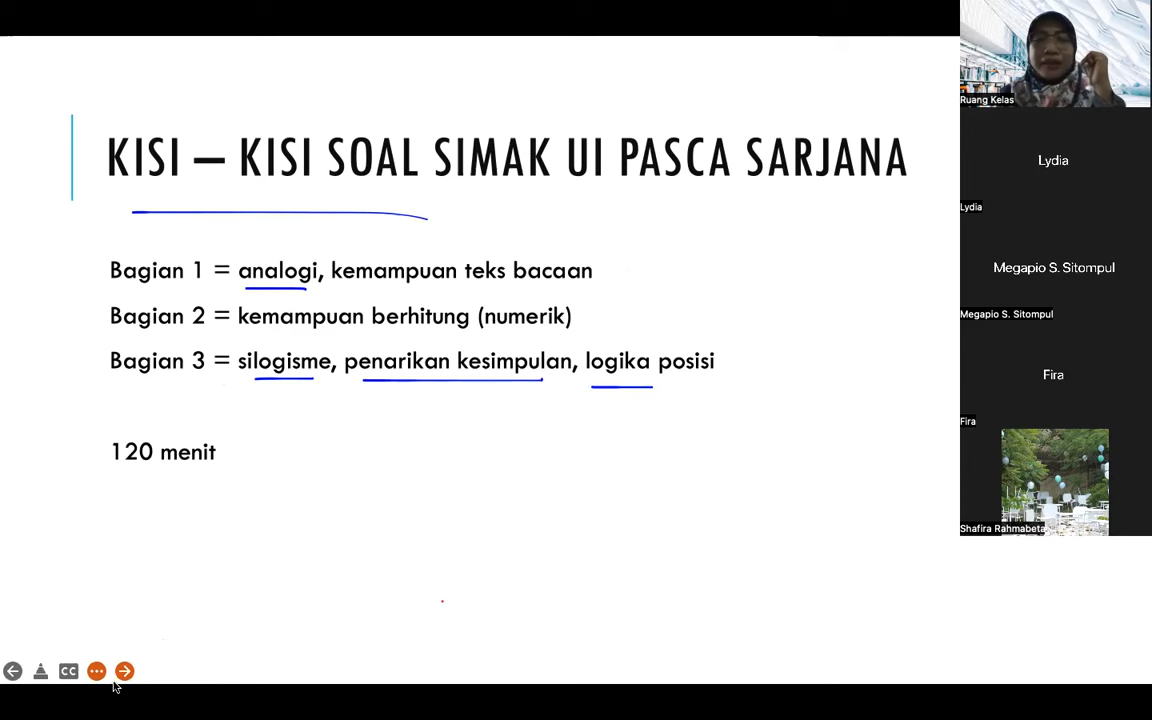 KISI – KISI SOAL SIMAK UI PASCA SARJANA
Bagian 1 = analogi, kemampuan teks bacaan
Bagian 2 = kemampuan berhitung (numerik)
Bagian 3 = silogisme, penarikan kesimpulan, logika posisi
120 menit
CC
Ruang Kelas
Lydia
Lydia
Megapio S. Sitompul
Megapio S. Sitompul
Fira
Fira
Shafira Rahmabeta